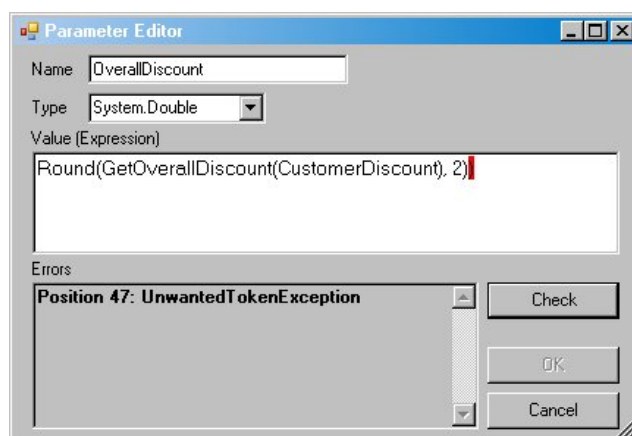 Parameter Editor
Name OverallDiscount
Type System.Double
Value (Expression)
Round(GetOverallDiscount(CustomerDiscount), 2))
Errors
Position 47: UnwantedTokenException
Check
OK
Cancel